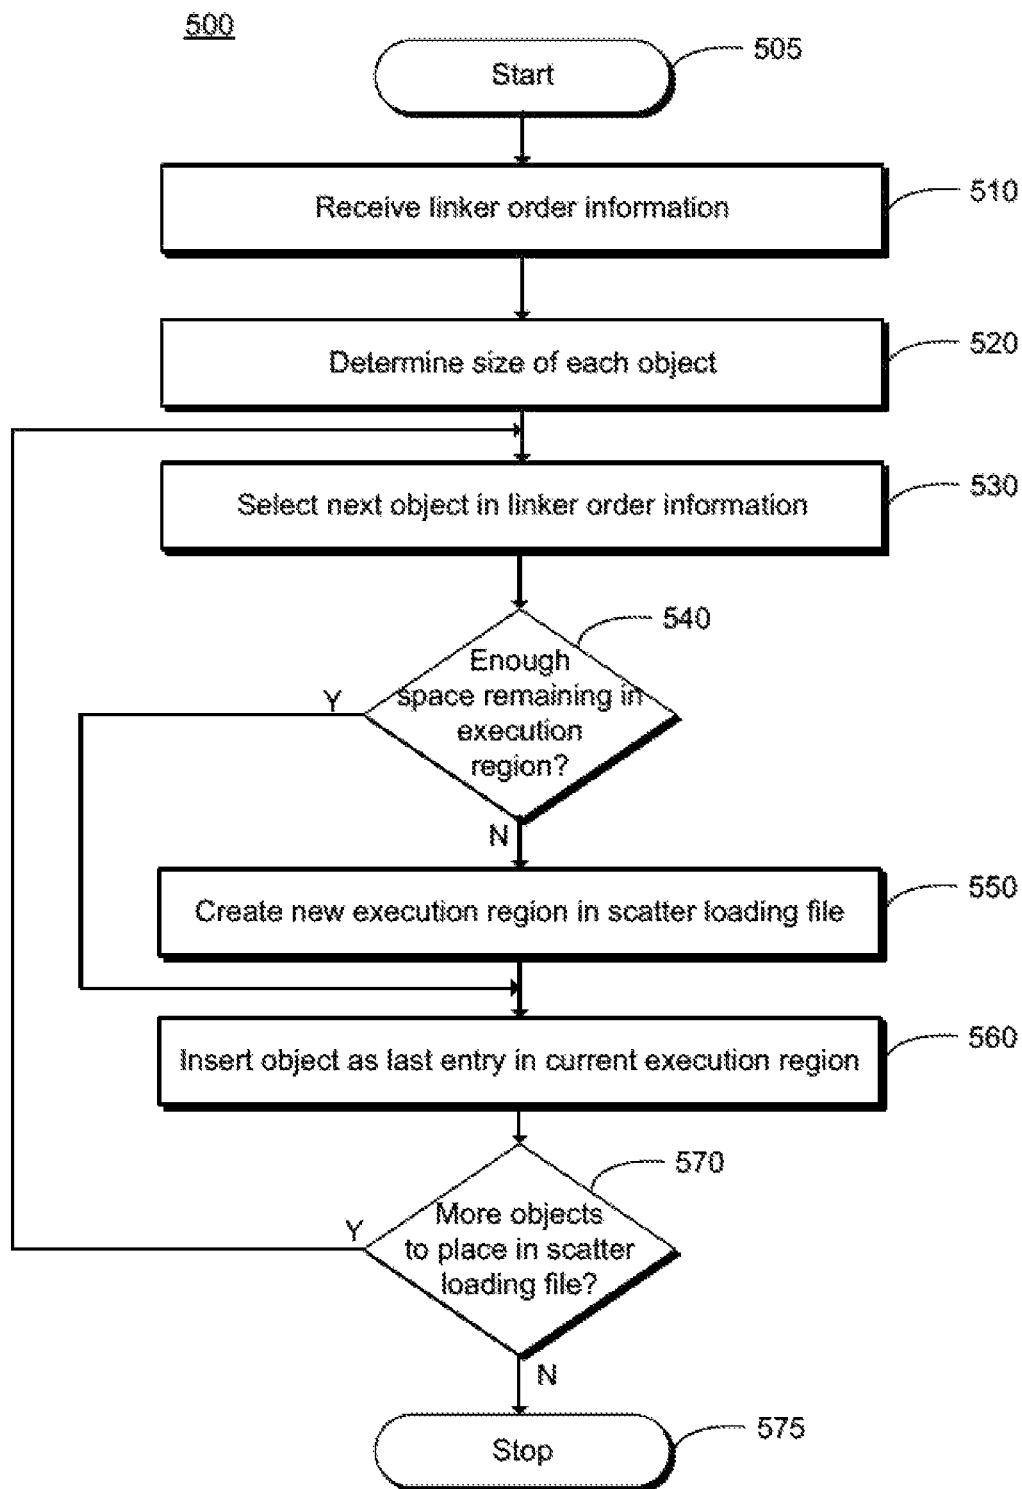 500
Start
505
Receive linker order information
510
Determine size of each object
520
Select next object in linker order information
530
540
Enough
space remaining in
execution
region?
Y
N
Create new execution region in scatter loading file
550
Insert object as last entry in current execution region
560
570
More objects
to place in scatter
loading file?
Y
N
Stop
575